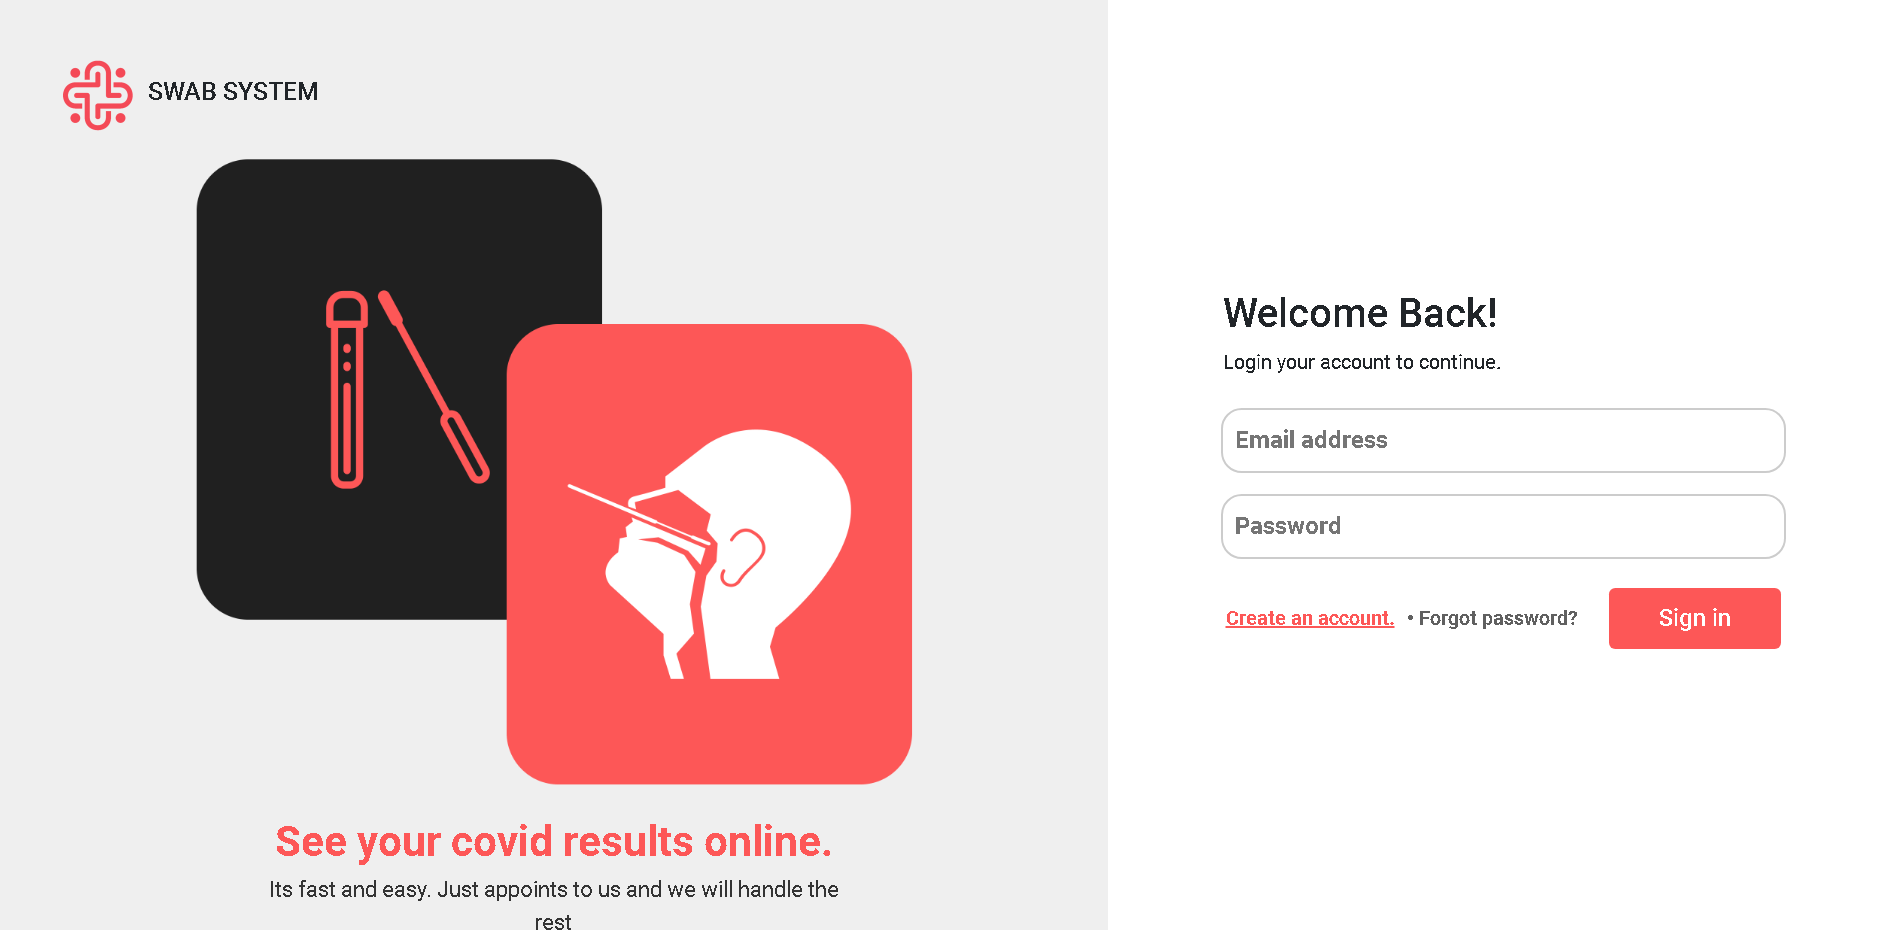 SWAB SYSTEM
See your covid results online.
Its fast and easy. Just appoints to us and we will handle the
rest
Welcome Back!
Login your account to continue.
Email address
Password
Create an account. • Forgot password?
Sign in